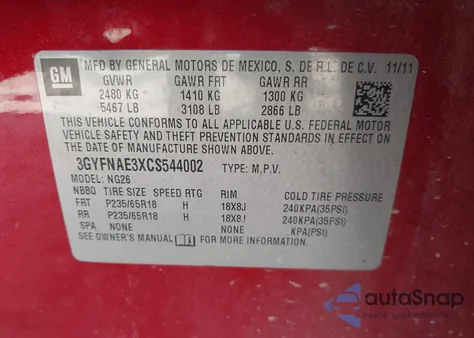 GM
MFD BY GENERAL MOTORS DE MEXICO, S. DE R.L. DE C.V. 11/11
GVWR GAWR FRT GAWR RR
2480 KG 1410 KG 1300 KG
5467 LB 3108 LB 2866 LB
THIS VEHICLE CONFORMS TO ALL APPLICABLE U.S. FEDERAL MOTOR
VEHICLE SAFETY AND THEFT PREVENTION STANDARDS IN EFFECT ON
THE DATE OF MANUFACTURE SHOWN ABOVE.
3GYFNAE3XCS544002 TYPE: M.P.V.
MODEL: NG26
NBBQ TIRE SIZE SPEED RTG RIM COLD TIRE PRESSURE
FRT P235/65R18 H 18X8J 240KPA(35PSI)
RR P235/65R18 H 18X8J 240KPA(35PSI)
SPA NONE NONE KPA(PSI)
SEE OWNER'S MANUAL FOR MORE INFORMATION.
autoSnap